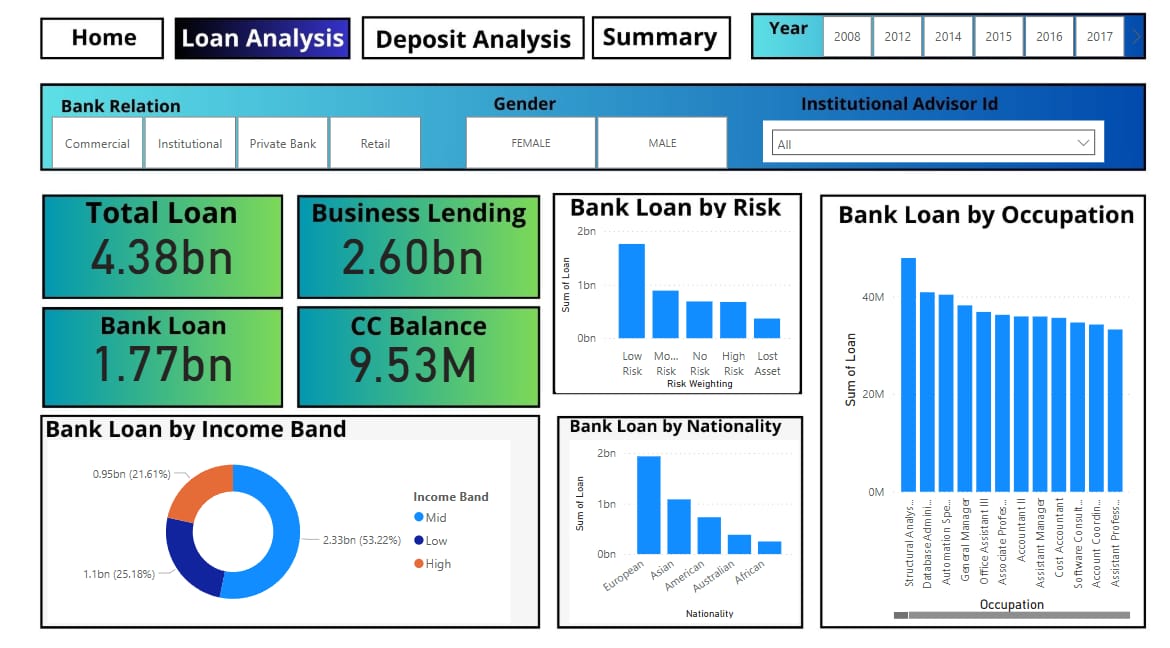 Home
Loan Analysis
Deposit Analysis
Summary
Year
2008
2012
2014
2015
2016
2017
Bank Relation
Commercial
Institutional
Private Bank
Retail
Gender
FEMALE
MALE
Institutional Advisor Id
All
Total Loan
4.38bn
Business Lending
2.60bn
Bank Loan
1.77bn
CC Balance
9.53M
Bank Loan by Risk
Sum of Loan
2bn
1bn
0bn
Low Risk
Mo... Risk
No Risk
High Risk
Lost Asset
Risk Weighting
Bank Loan by Occupation
Sum of Loan
40M
20M
0M
Structural Analys...
Database Admini...
Automation Spe...
General Manager
Office Assistant III
Associate Profes...
Accountant II
Assistant Manager
Cost Accountant
Software Consult...
Account Coordin...
Assistant Profess...
Occupation
Bank Loan by Income Band
0.95bn (21.61%)
2.33bn (53.22%)
1.1bn (25.18%)
Income Band
Mid
Low
High
Bank Loan by Nationality
Sum of Loan
2bn
1bn
0bn
European
Asian
American
Australian
African
Nationality